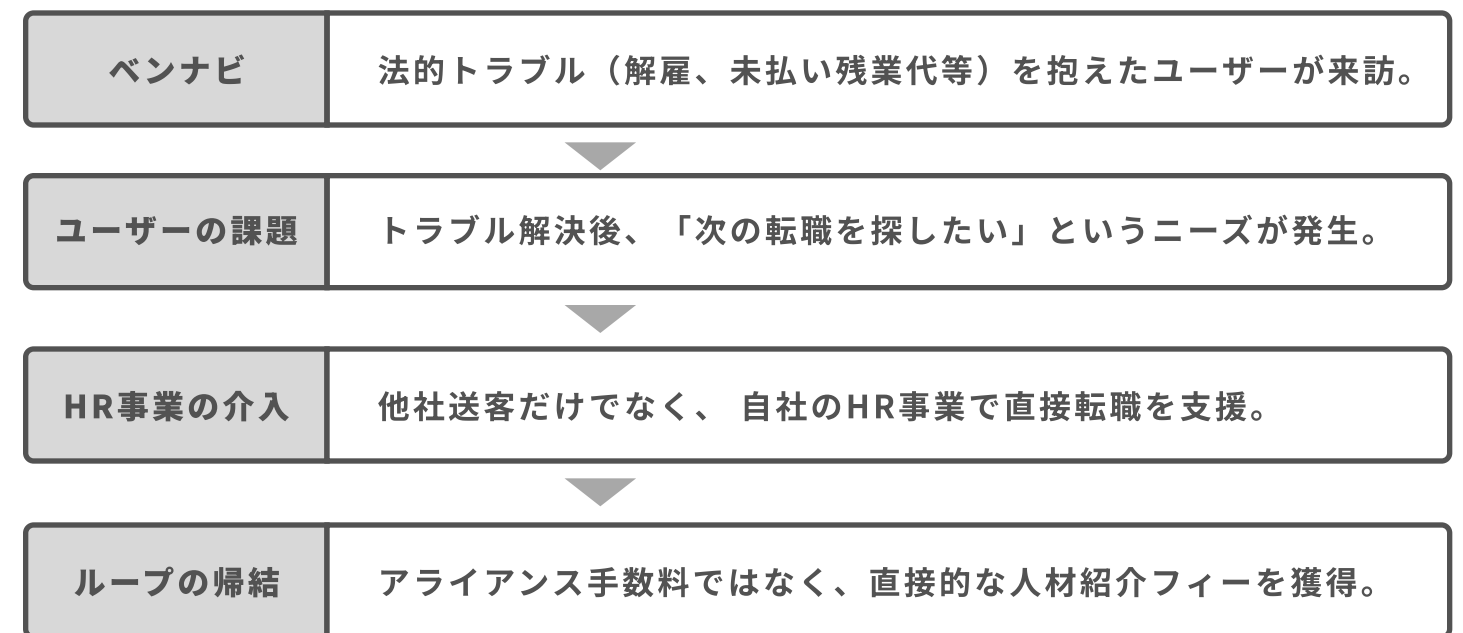 ベンナビ
法的トラブル（解雇、未払い残業代等）を抱えたユーザーが来訪。
ユーザーの課題
トラブル解決後、「次の転職を探したい」というニーズが発生。
HR事業の介入
他社送客だけでなく、 自社のHR事業で直接転職を支援。
ループの帰結
アライアンス手数料ではなく、直接的な人材紹介フィーを獲得。